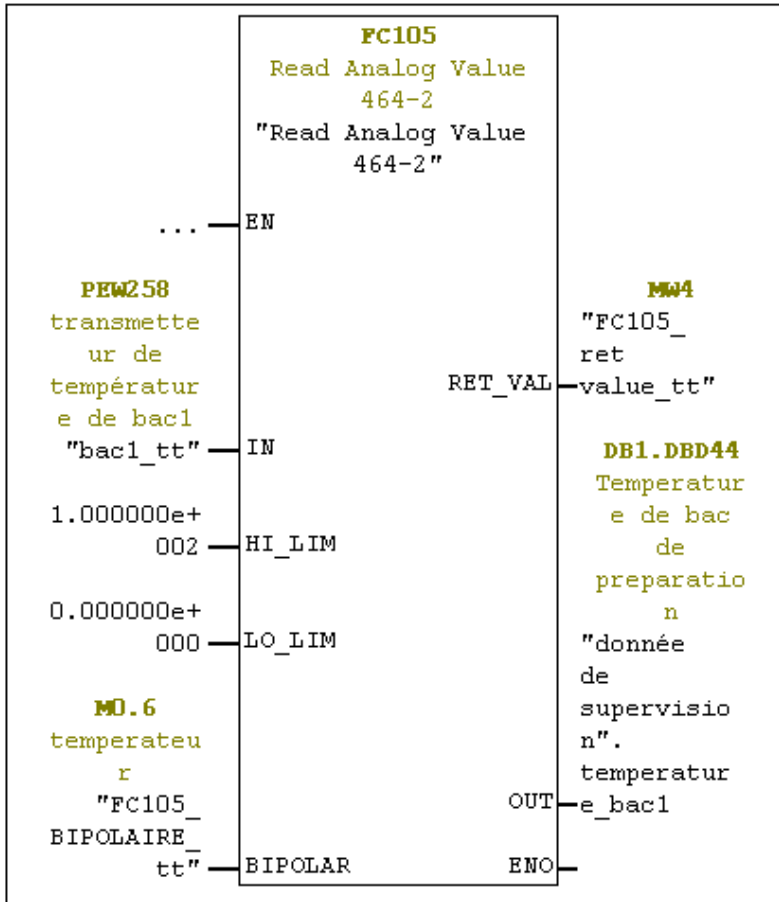 FC105
Read Analog Value
464-2
"Read Analog Value
464-2"
... EN
PEW258
transmette
ur de
températur
e de bac1
"bac1_tt" IN
1.000000e+
002 HI_LIM
0.000000e+
000 LO_LIM
M0.6
temperateu
r
"FC105_
BIPOLAIRE_
tt" BIPOLAR
MW4
"FC105_
ret
RET_VAL value_tt"
DB1.DBD44
Temperatur
e de bac
de
preparatio
n
"donnée
de
supervisio
n".
temperatur
OUT e_bac1
ENO